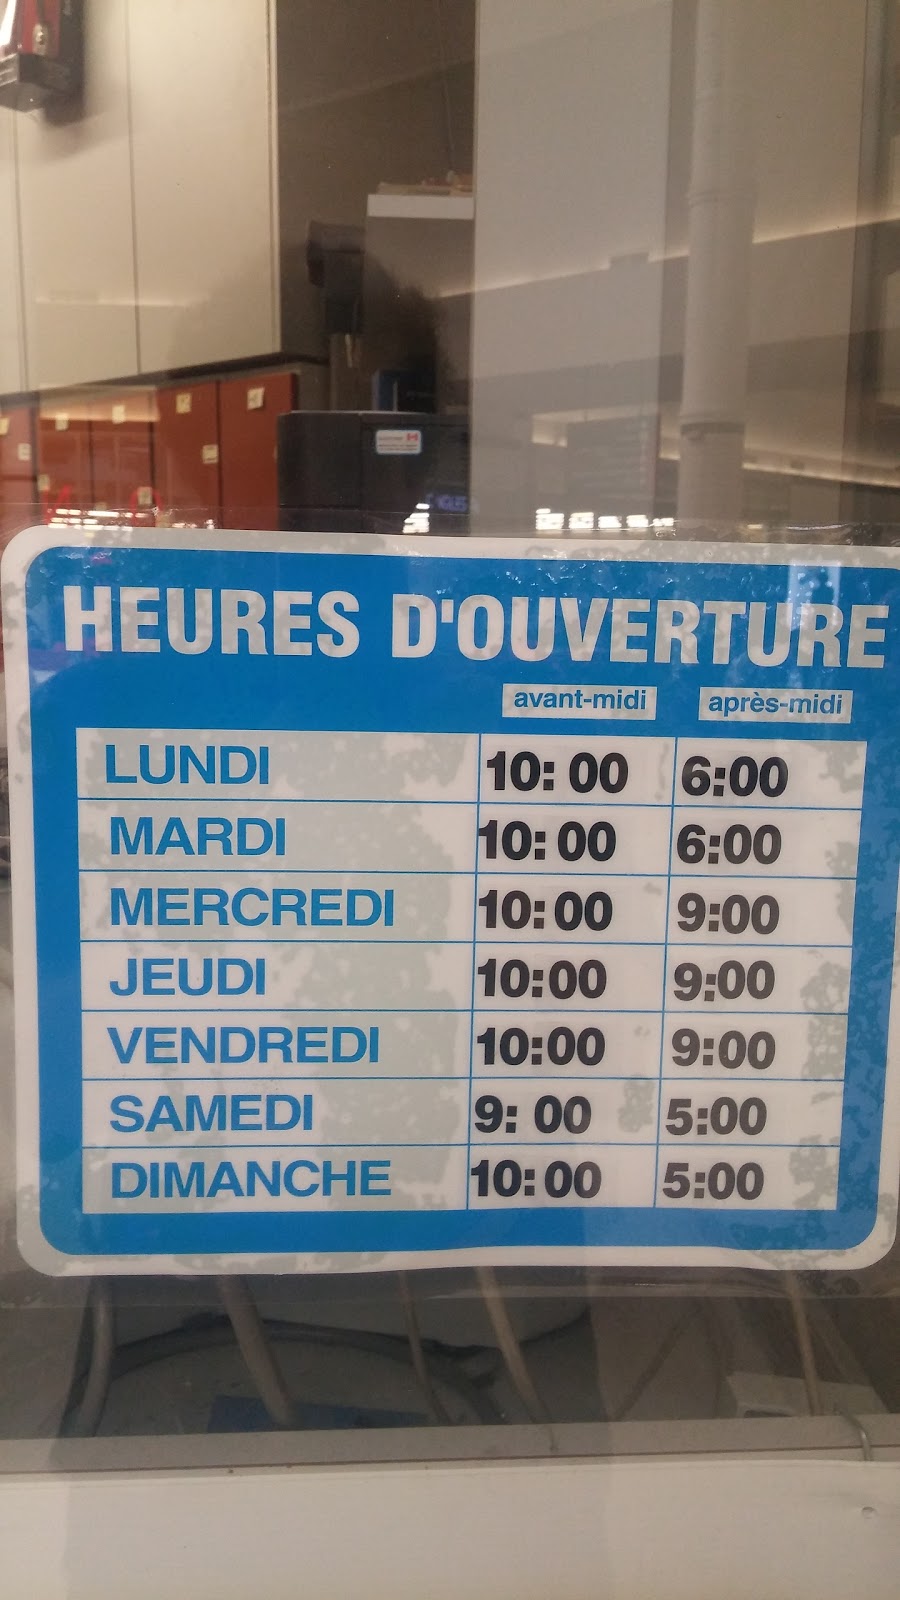 HEURES D'OUVERTURE
avant-midi après-midi
LUNDI 10: 00 6:00
MARDI 10: 00 6:00
MERCREDI 10: 00 9:00
JEUDI 10:00 9:00
VENDREDI 10:00 9:00
SAMEDI 9: 00 5:00
DIMANCHE 10: 00 5:00